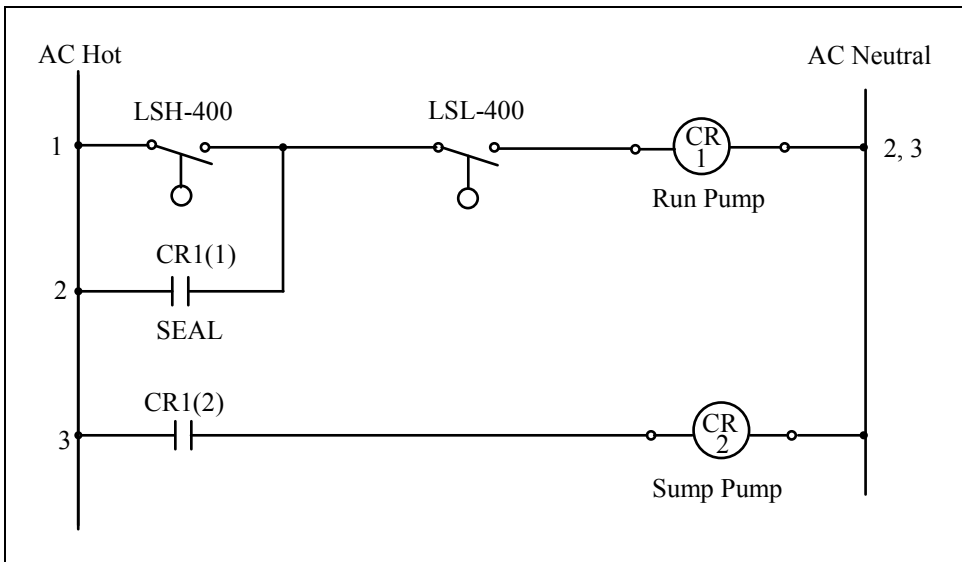 AC Hot
AC Neutral
LSH-400
LSL-400
1
CR
1
2, 3
Run Pump
CR1(1)
2
SEAL
CR1(2)
3
CR
2
Sump Pump